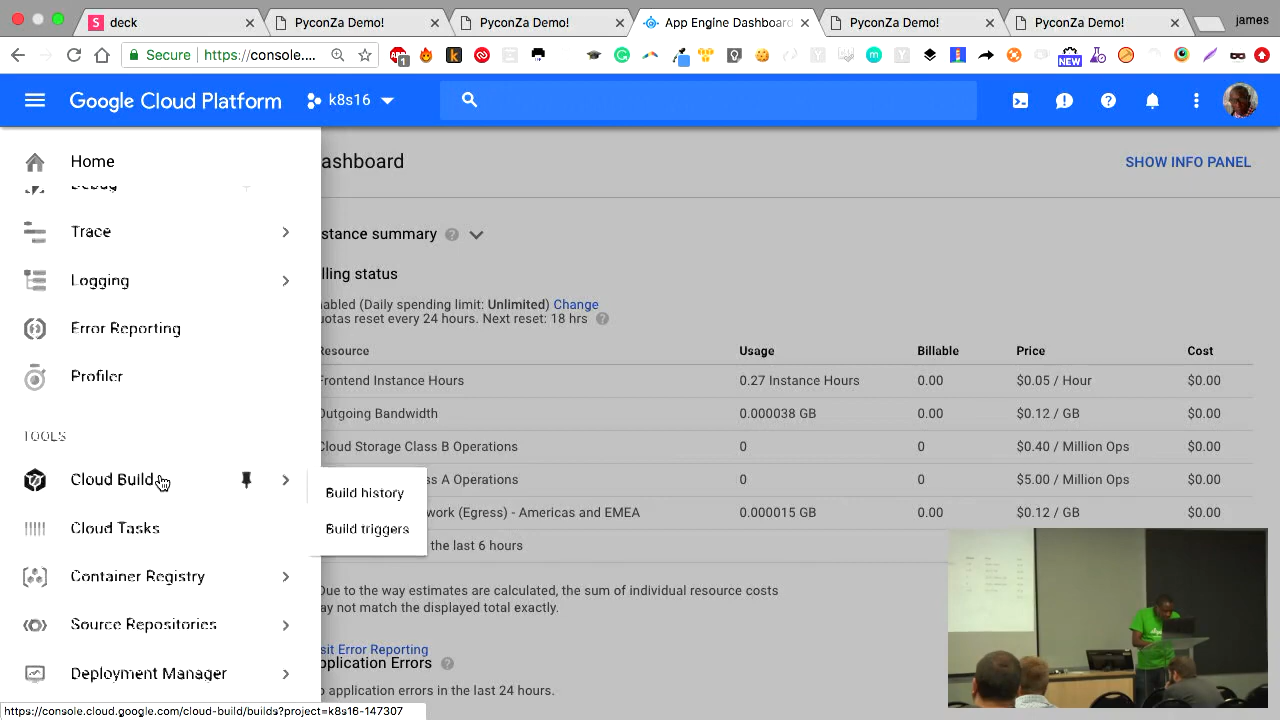 deck
PyconZa Demo!
PyconZa Demo!
App Engine Dashboard
PyconZa Demo!
PyconZa Demo!
james
Secure
https://console....
1
NEW
Google Cloud Platform
k8s16
Home
ashboard
SHOW INFO PANEL
Debug
Trace
stance summary
Logging
lling status
nabled (Daily spending limit: Unlimited) Change
uotas reset every 24 hours. Next reset: 18 hrs
Error Reporting
Resource Usage Billable Price Cost
Profiler
Frontend Instance Hours 0.27 Instance Hours 0.00 $0.05 / Hour $0.00
Outgoing Bandwidth 0.000038 GB 0.00 $0.12 / GB $0.00
TOOLS
Cloud Storage Class B Operations 0 0 $0.40 / Million Ops $0.00
Cloud Build
ss A Operations 0 0 $5.00 / Million Ops $0.00
Build history
work (Egress) - Americas and EMEA 0.000015 GB 0.00 $0.12 / GB $0.00
Cloud Tasks
Build triggers
the last 6 hours
Container Registry
Due to the way estimates are calculated, the sum of individual resource costs
ay not match the displayed total exactly.
Source Repositories
sit Error Reporting
pplication Errors
Deployment Manager
o application errors in the last 24 hours.
https://console.cloud.google.com/cloud-build/builds?project=k8s16-147307